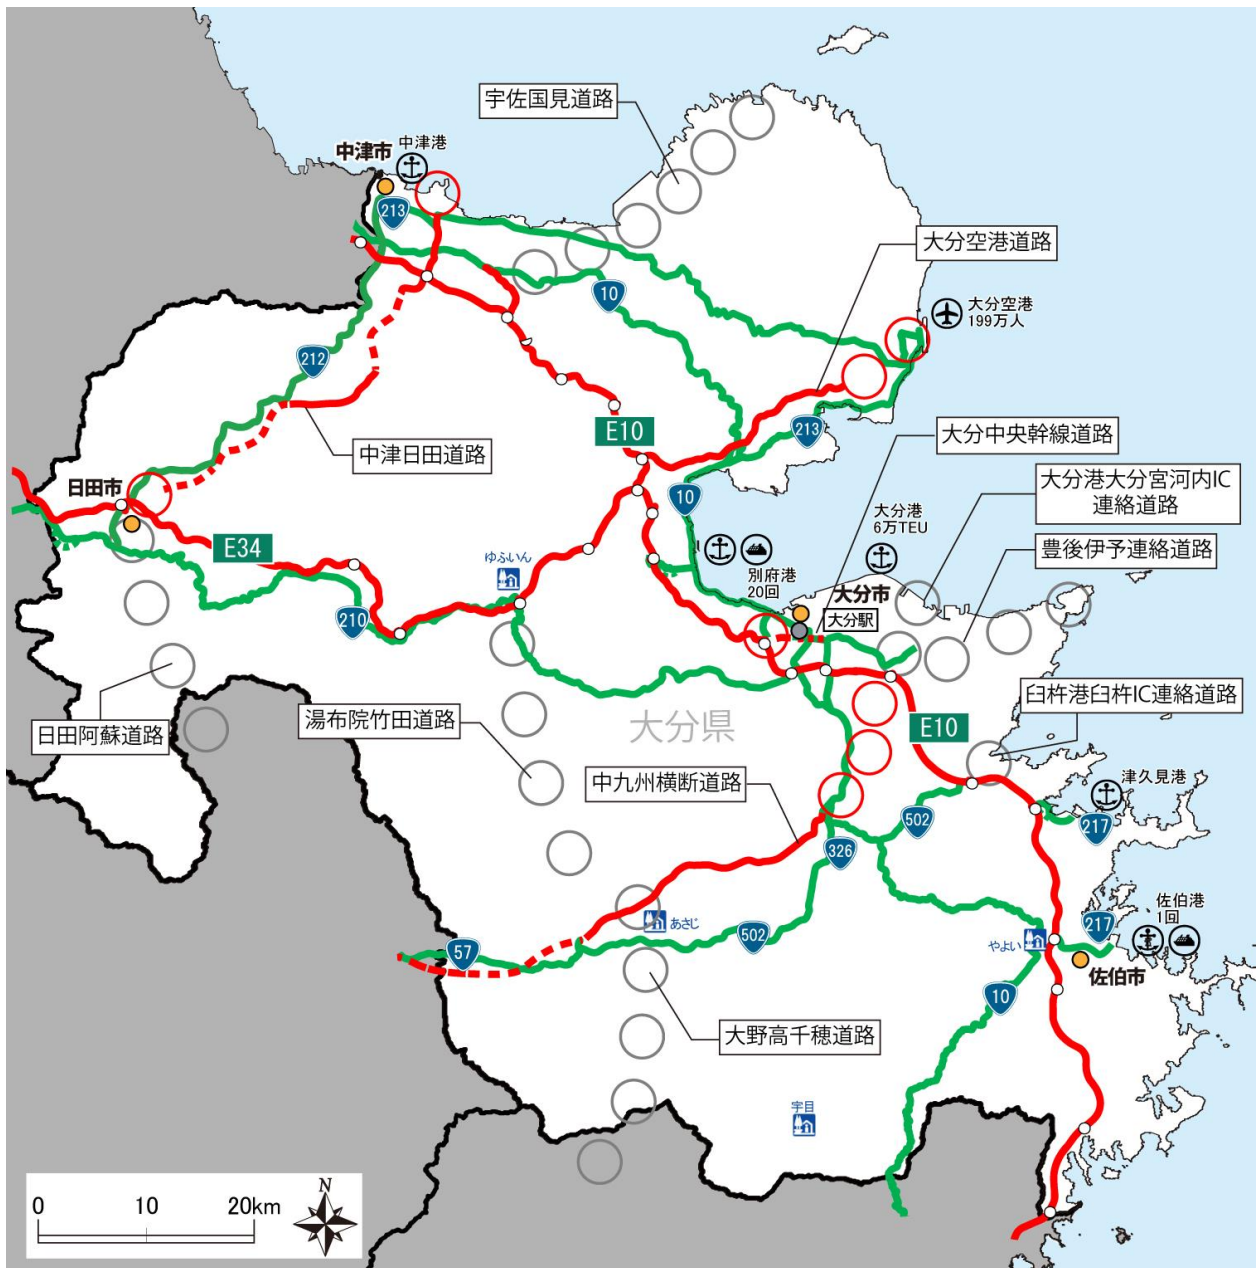 宇佐国見道路
中津港
中津市
213
大分空港道路
10
大分空港
199万人
212
E10
213
大分中央幹線道路
中津日田道路
大分港大分宮河内IC
連絡道路
日田市
10
大分港
6万TEU
豊後伊予連絡道路
E34
ゆふいん
別府港
20回
大分市
大分駅
210
臼杵港臼杵IC連絡道路
湯布院竹田道路
大分県
E10
日田阿蘇道路
中九州横断道路
津久見港
502
217
326
佐伯港
1回
あさじ
217
502
やよい
57
佐伯市
10
大野高千穂道路
宇目
N
0 10 20km